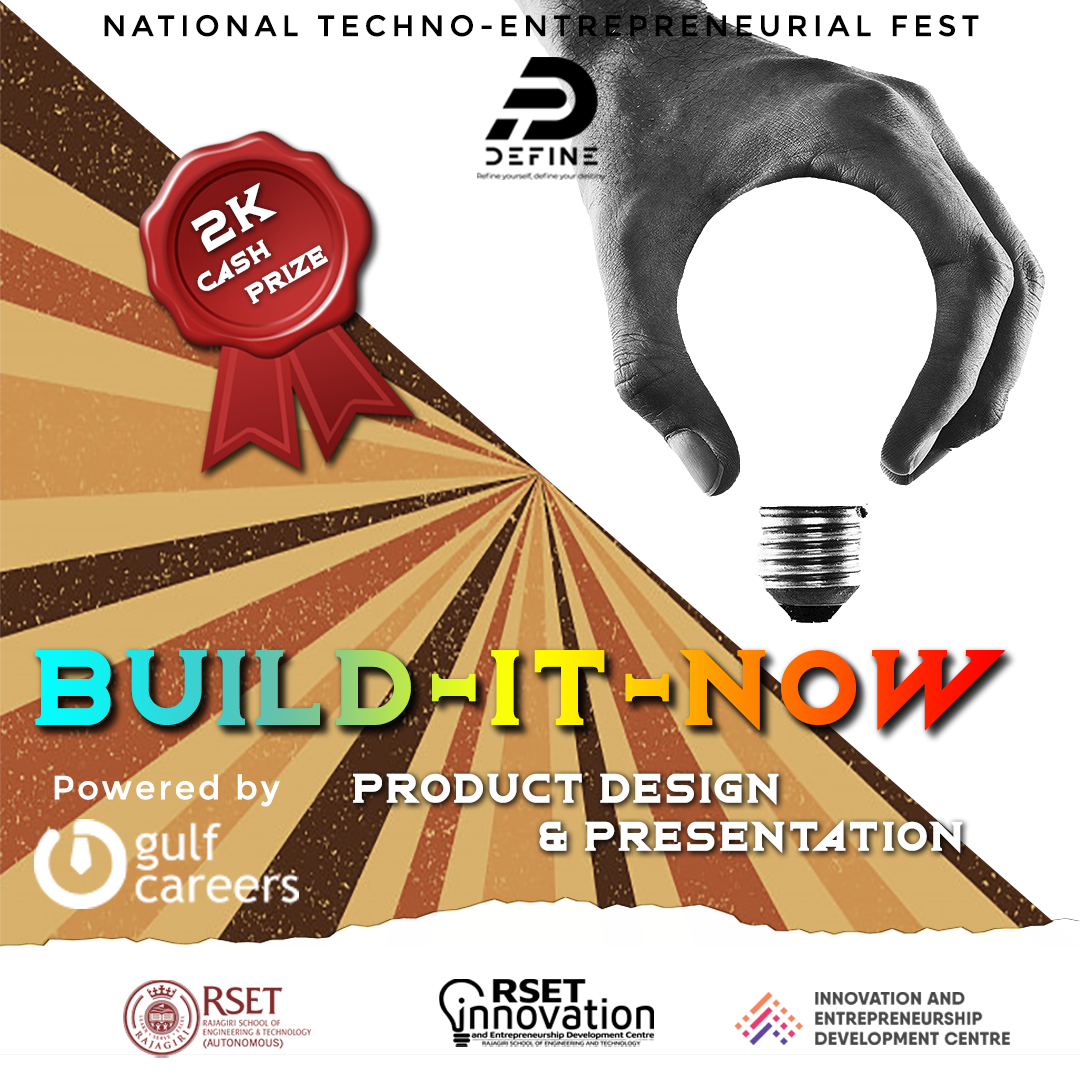 NATIONAL TECHNO-ENTREPRENEURIAL FEST
DEFINE
Refine yourself, define your destiny
2K
CASH
PRIZE
BUILD-IT-NOW
Powered by
gulf
careers
PRODUCT DESIGN
& PRESENTATION
RSET
RAJAGIRI SCHOOL OF
ENGINEERING & TECHNOLOGY
(AUTONOMOUS)
RAJAGIRI
RSET
innovation
and Entrepreneurship Development Centre
RAJAGIRI SCHOOL OF ENGINEERING AND TECHNOLOGY
INNOVATION AND
ENTREPRENEURSHIP
DEVELOPMENT CENTRE